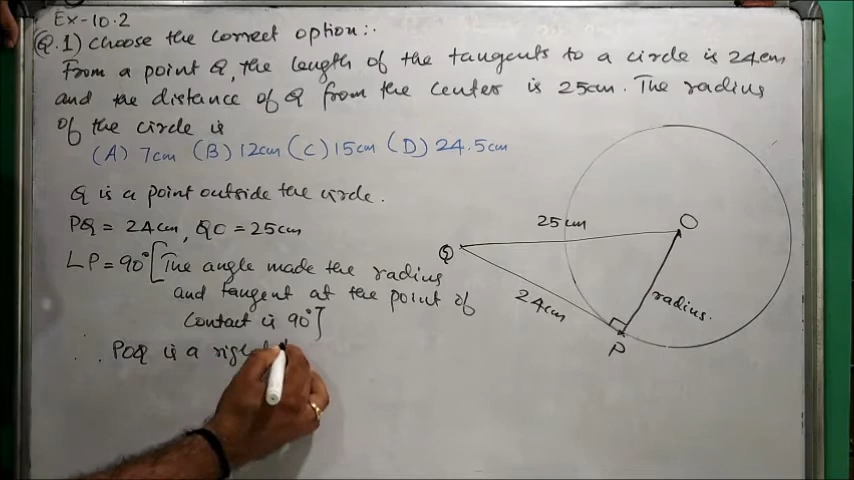 Ex-10.2
Q.1) Choose the correct option:.
From a point Q, the length of the tangents to a circle is 24cm
and the distance of Q from the center is 25cm. The radius
of the circle is
(A) 7cm (B) 12cm (C) 15cm (D) 24.5cm
Q is a point outside the circle.
PQ = 24cm, QO = 25cm
∠P = 90° [The angle made the radius
and tangent at the point of
contact is 90°]
∴ POQ is a rig
O
25cm
Q
24cm
radius.
P